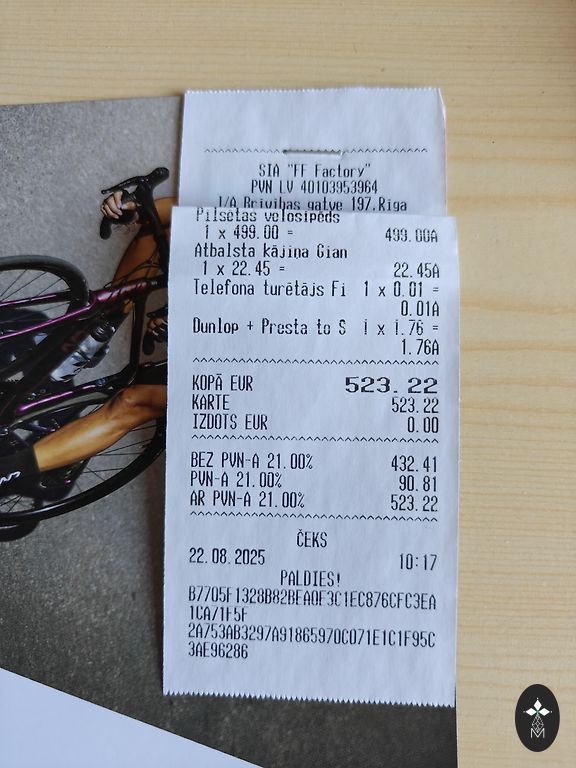 SIA "FF Factory"
PVN LV 40103953964
T/A Brīvības gatve 197, Rīga
Pilsētas velosipēds
1 x 499.00 = 499.00A
Atbalsta kājiņa Gian
1 x 22.45 = 22.45A
Telefona turētājs Fi 1 x 0.01 =
0.01A
Dunlop + Presta to S 1 x 1.76 =
1.76A
KOPĀ EUR 523.22
KARTE 523.22
IZDOTS EUR 0.00
BEZ PVN-A 21.00% 432.41
PVN-A 21.00% 90.81
AR PVN-A 21.00% 523.22
ČEKS
22.08.2025 10:17
PALDIES!
B7705F1328B82BEA0F3C1EC876CFC3EA
1CA71F5F
2A753AB3297A91865970C071E1C1F95C
3AE96286
M